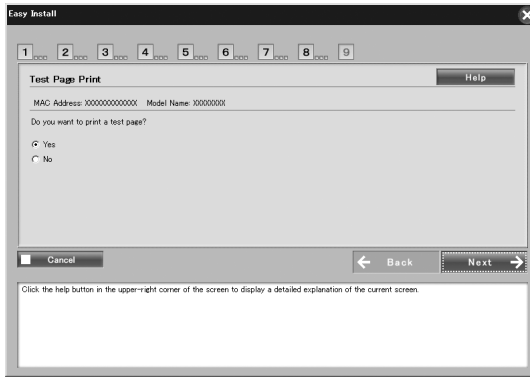 Easy Install
1 2 3 4 5 6 7 8 9
Test Page Print
Help
MAC Address: XXXXXXXXXXXX Model Name: XXXXXXXX
Do you want to print a test page?
Yes
No
Cancel
Back
Next
Click the help button in the upper-right corner of the screen to display a detailed explanation of the current screen.